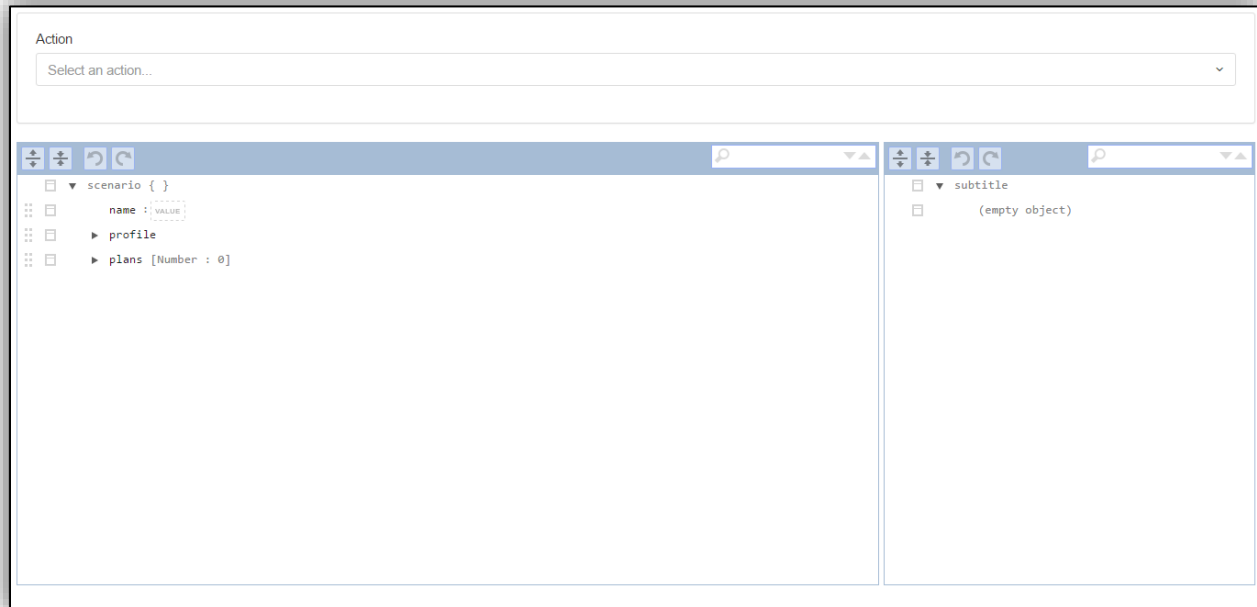 Action
Select an action...
scenario { }
name : VALUE
profile
plans [Number : 0]
subtitle
(empty object)